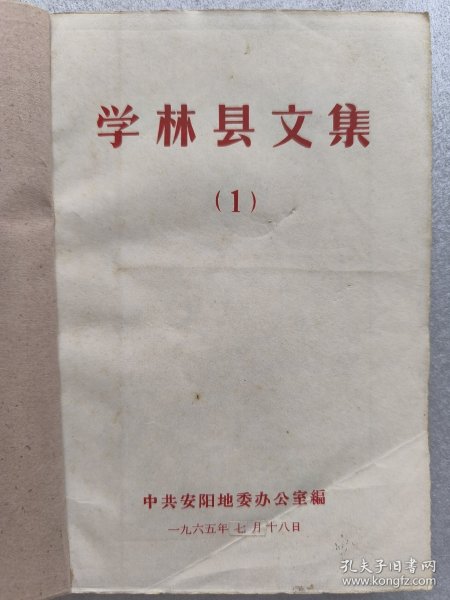 学林县文集
(1)
中共安阳地委办公室編
一九六五年七月十八日
孔夫子旧书网
www.kongfz.com